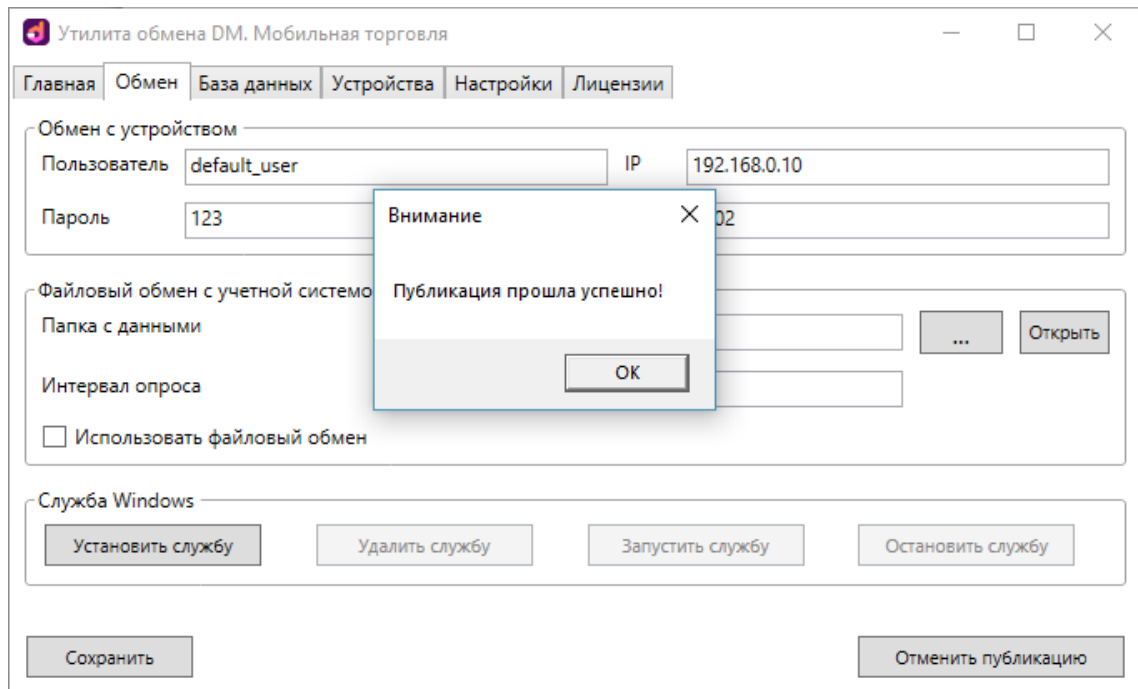 Утилита обмена DM. Мобильная торговля
Главная Обмен База данных Устройства Настройки Лицензии
Обмен с устройством
Пользователь default_user IP 192.168.0.10
Пароль 123 02
Внимание
Публикация прошла успешно!
OK
Файловый обмен с учетной системо
Папка с данными ... Открыть
Интервал опроса
Использовать файловый обмен
Служба Windows
Установить службу Удалить службу Запустить службу Остановить службу
Сохранить Отменить публикацию